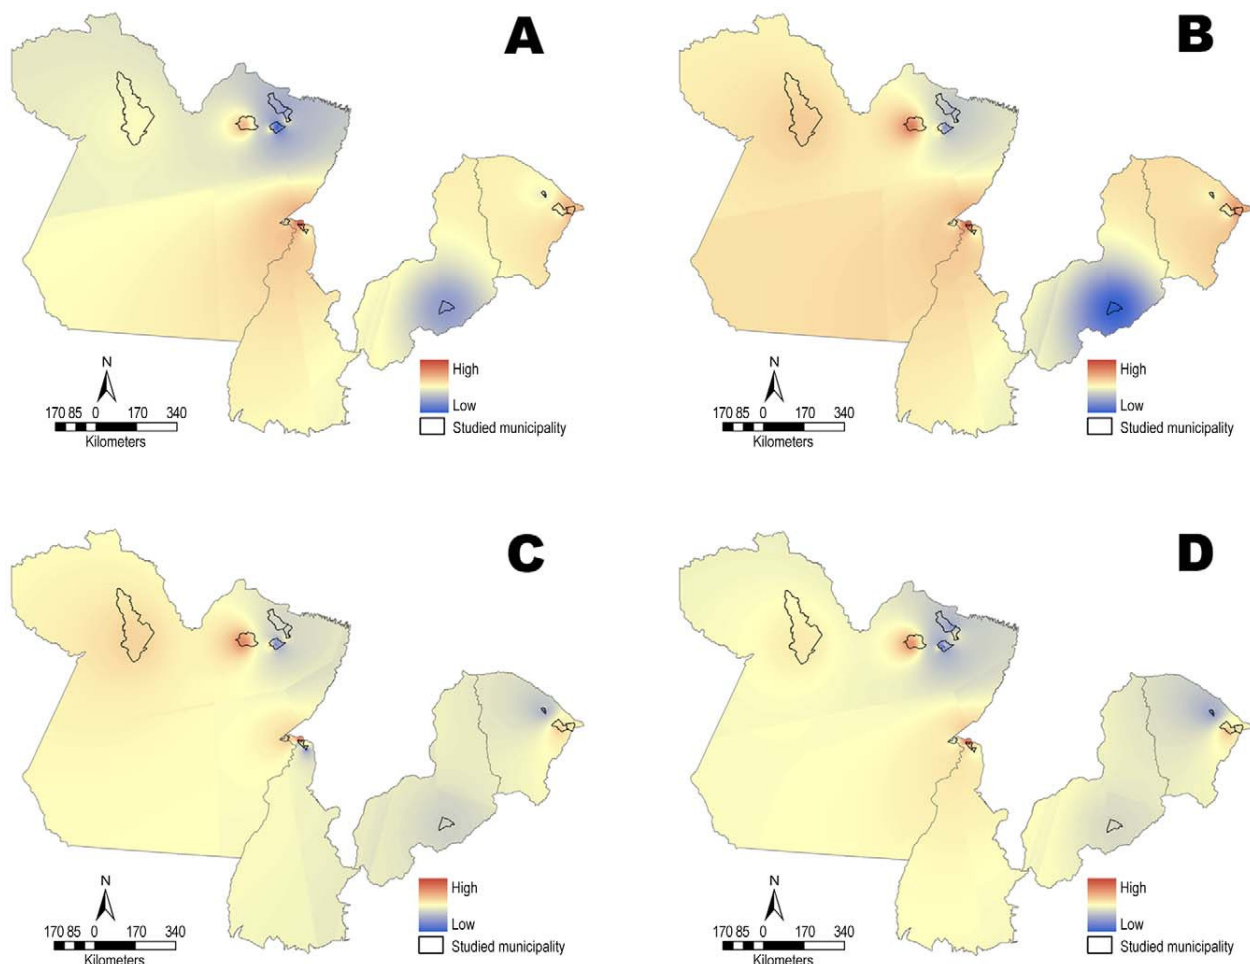 A
N
170 85 0 170 340
Kilometers
High
Low
Studied municipality
B
N
170 85 0 170 340
Kilometers
High
Low
Studied municipality
C
N
170 85 0 170 340
Kilometers
High
Low
Studied municipality
D
N
170 85 0 170 340
Kilometers
High
Low
Studied municipality